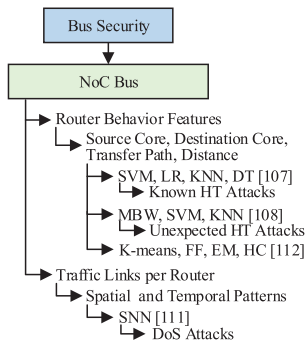 Bus Security
NoC Bus
Router Behavior Features
Source Core, Destination Core,
Transfer Path, Distance
SVM, LR, KNN, DT [107]
Known HT Attacks
MBW, SVM, KNN [108]
Unexpected HT Attacks
K-means, FF, EM, HC [112]
Traffic Links per Router
Spatial and Temporal Patterns
SNN [111]
DoS Attacks